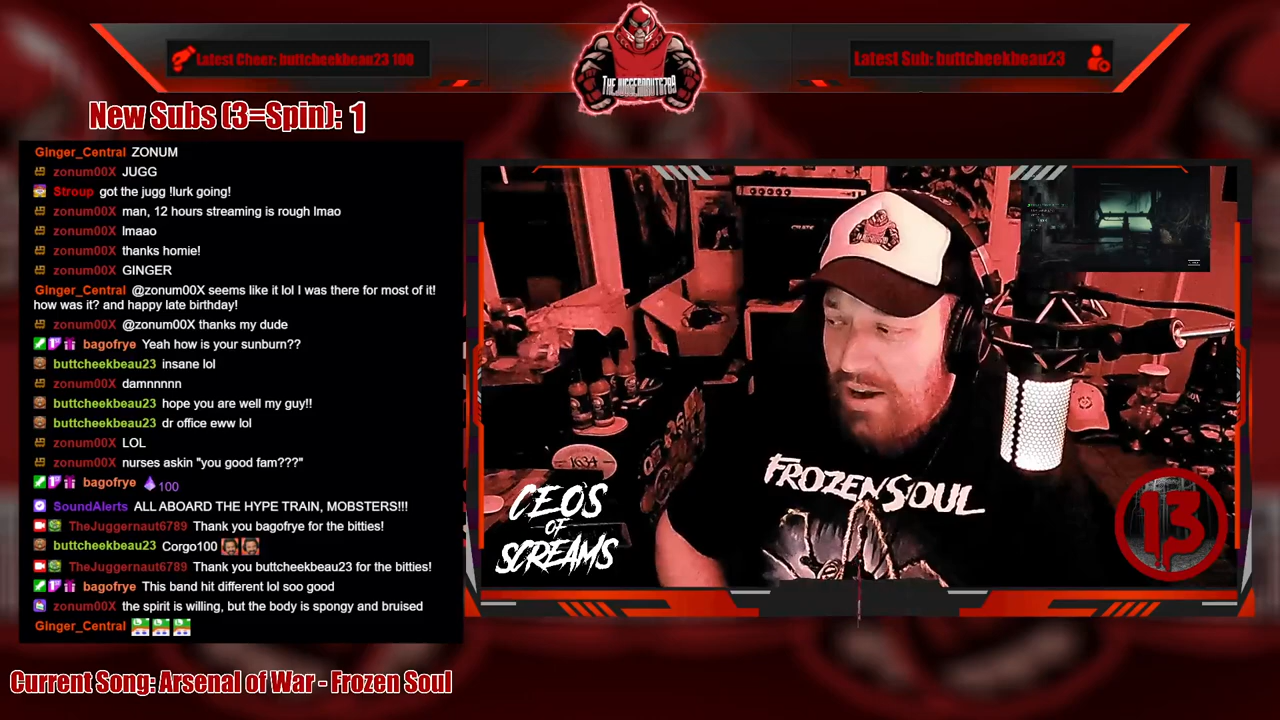 Latest Cheer: buttcheekbeau23 100
THEJUGGERNAUT6789
Latest Sub: buttcheekbeau23
New Subs (3=Spin): 1
Ginger_Central ZONUM
zonum00X JUGG
Stroup got the jugg !lurk going!
zonum00X man, 12 hours streaming is rough lmao
zonum00X lmaao
zonum00X thanks homie!
zonum00X GINGER
Ginger_Central @zonum00X seems like it lol I was there for most of it!
how was it? and happy late birthday!
zonum00X @zonum00X thanks my dude
bagofrye Yeah how is your sunburn??
buttcheekbeau23 insane lol
zonum00X damnnnnn
buttcheekbeau23 hope you are well my guy!!
buttcheekbeau23 dr office eww lol
zonum00X LOL
zonum00X nurses askin "you good fam???"
bagofrye 100
SoundAlerts ALL ABOARD THE HYPE TRAIN, MOBSTERS!!!
TheJuggernaut6789 Thank you bagofrye for the bitties!
buttcheekbeau23 Corgo100
TheJuggernaut6789 Thank you buttcheekbeau23 for the bitties!
bagofrye This band hit different lol soo good
zonum00X the spirit is willing, but the body is spongy and bruised
Ginger_Central
CRATE
1634
FROZEN SOUL
CEO'S
OF
SCREAMS
13
Current Song: Arsenal of War - Frozen Soul